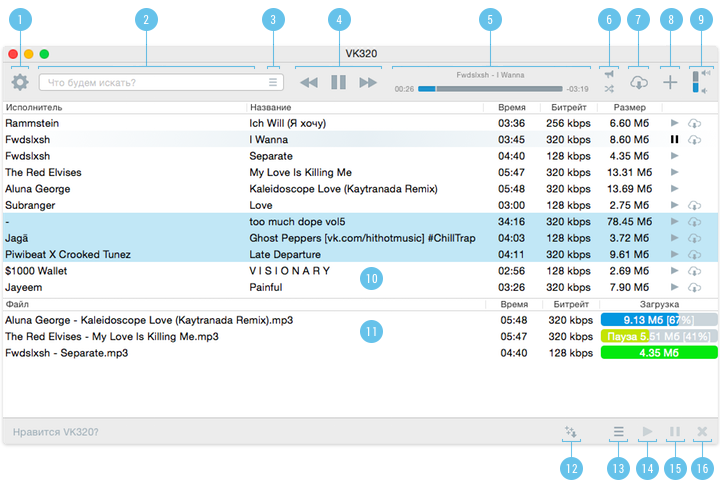 1 2 3 4 5 6 7 8 9
VK320
Что будем искать?
Fwdslxsh - I Wanna
00:26 -03:19
Исполнитель Название Время Битрейт Размер
Rammstein Ich Will (Я хочу) 03:36 256 kbps 6.60 Мб
Fwdslxsh I Wanna 03:45 320 kbps 8.60 Мб
Fwdslxsh Separate 04:40 128 kbps 4.35 Мб
The Red Elvises My Love Is Killing Me 05:47 320 kbps 13.31 Мб
Aluna George Kaleidoscope Love (Kaytranada Remix) 05:48 320 kbps 13.69 Мб
Subranger Love 03:00 128 kbps 2.75 Мб
- too much dope vol5 34:16 320 kbps 78.45 Мб
Jagä Ghost Peppers [vk.com/hithotmusic] #ChillTrap 04:03 128 kbps 3.72 Мб
Piwibeat X Crooked Tunez Late Departure 04:11 320 kbps 9.61 Мб
$1000 Wallet V I S I O N A R Y 02:56 128 kbps 2.69 Мб
10
Jayeem Painful 03:26 320 kbps 7.90 Мб
Файл Время Битрейт Загрузка
Aluna George - Kaleidoscope Love (Kaytranada Remix).mp3 05:48 320 kbps 9.13 Мб [67%]
11
The Red Elvises - My Love Is Killing Me.mp3 05:47 320 kbps Пауза 5.51 Мб [41%]
Fwdslxsh - Separate.mp3 04:40 128 kbps 4.35 Мб
Нравится VK320?
12 13 14 15 16